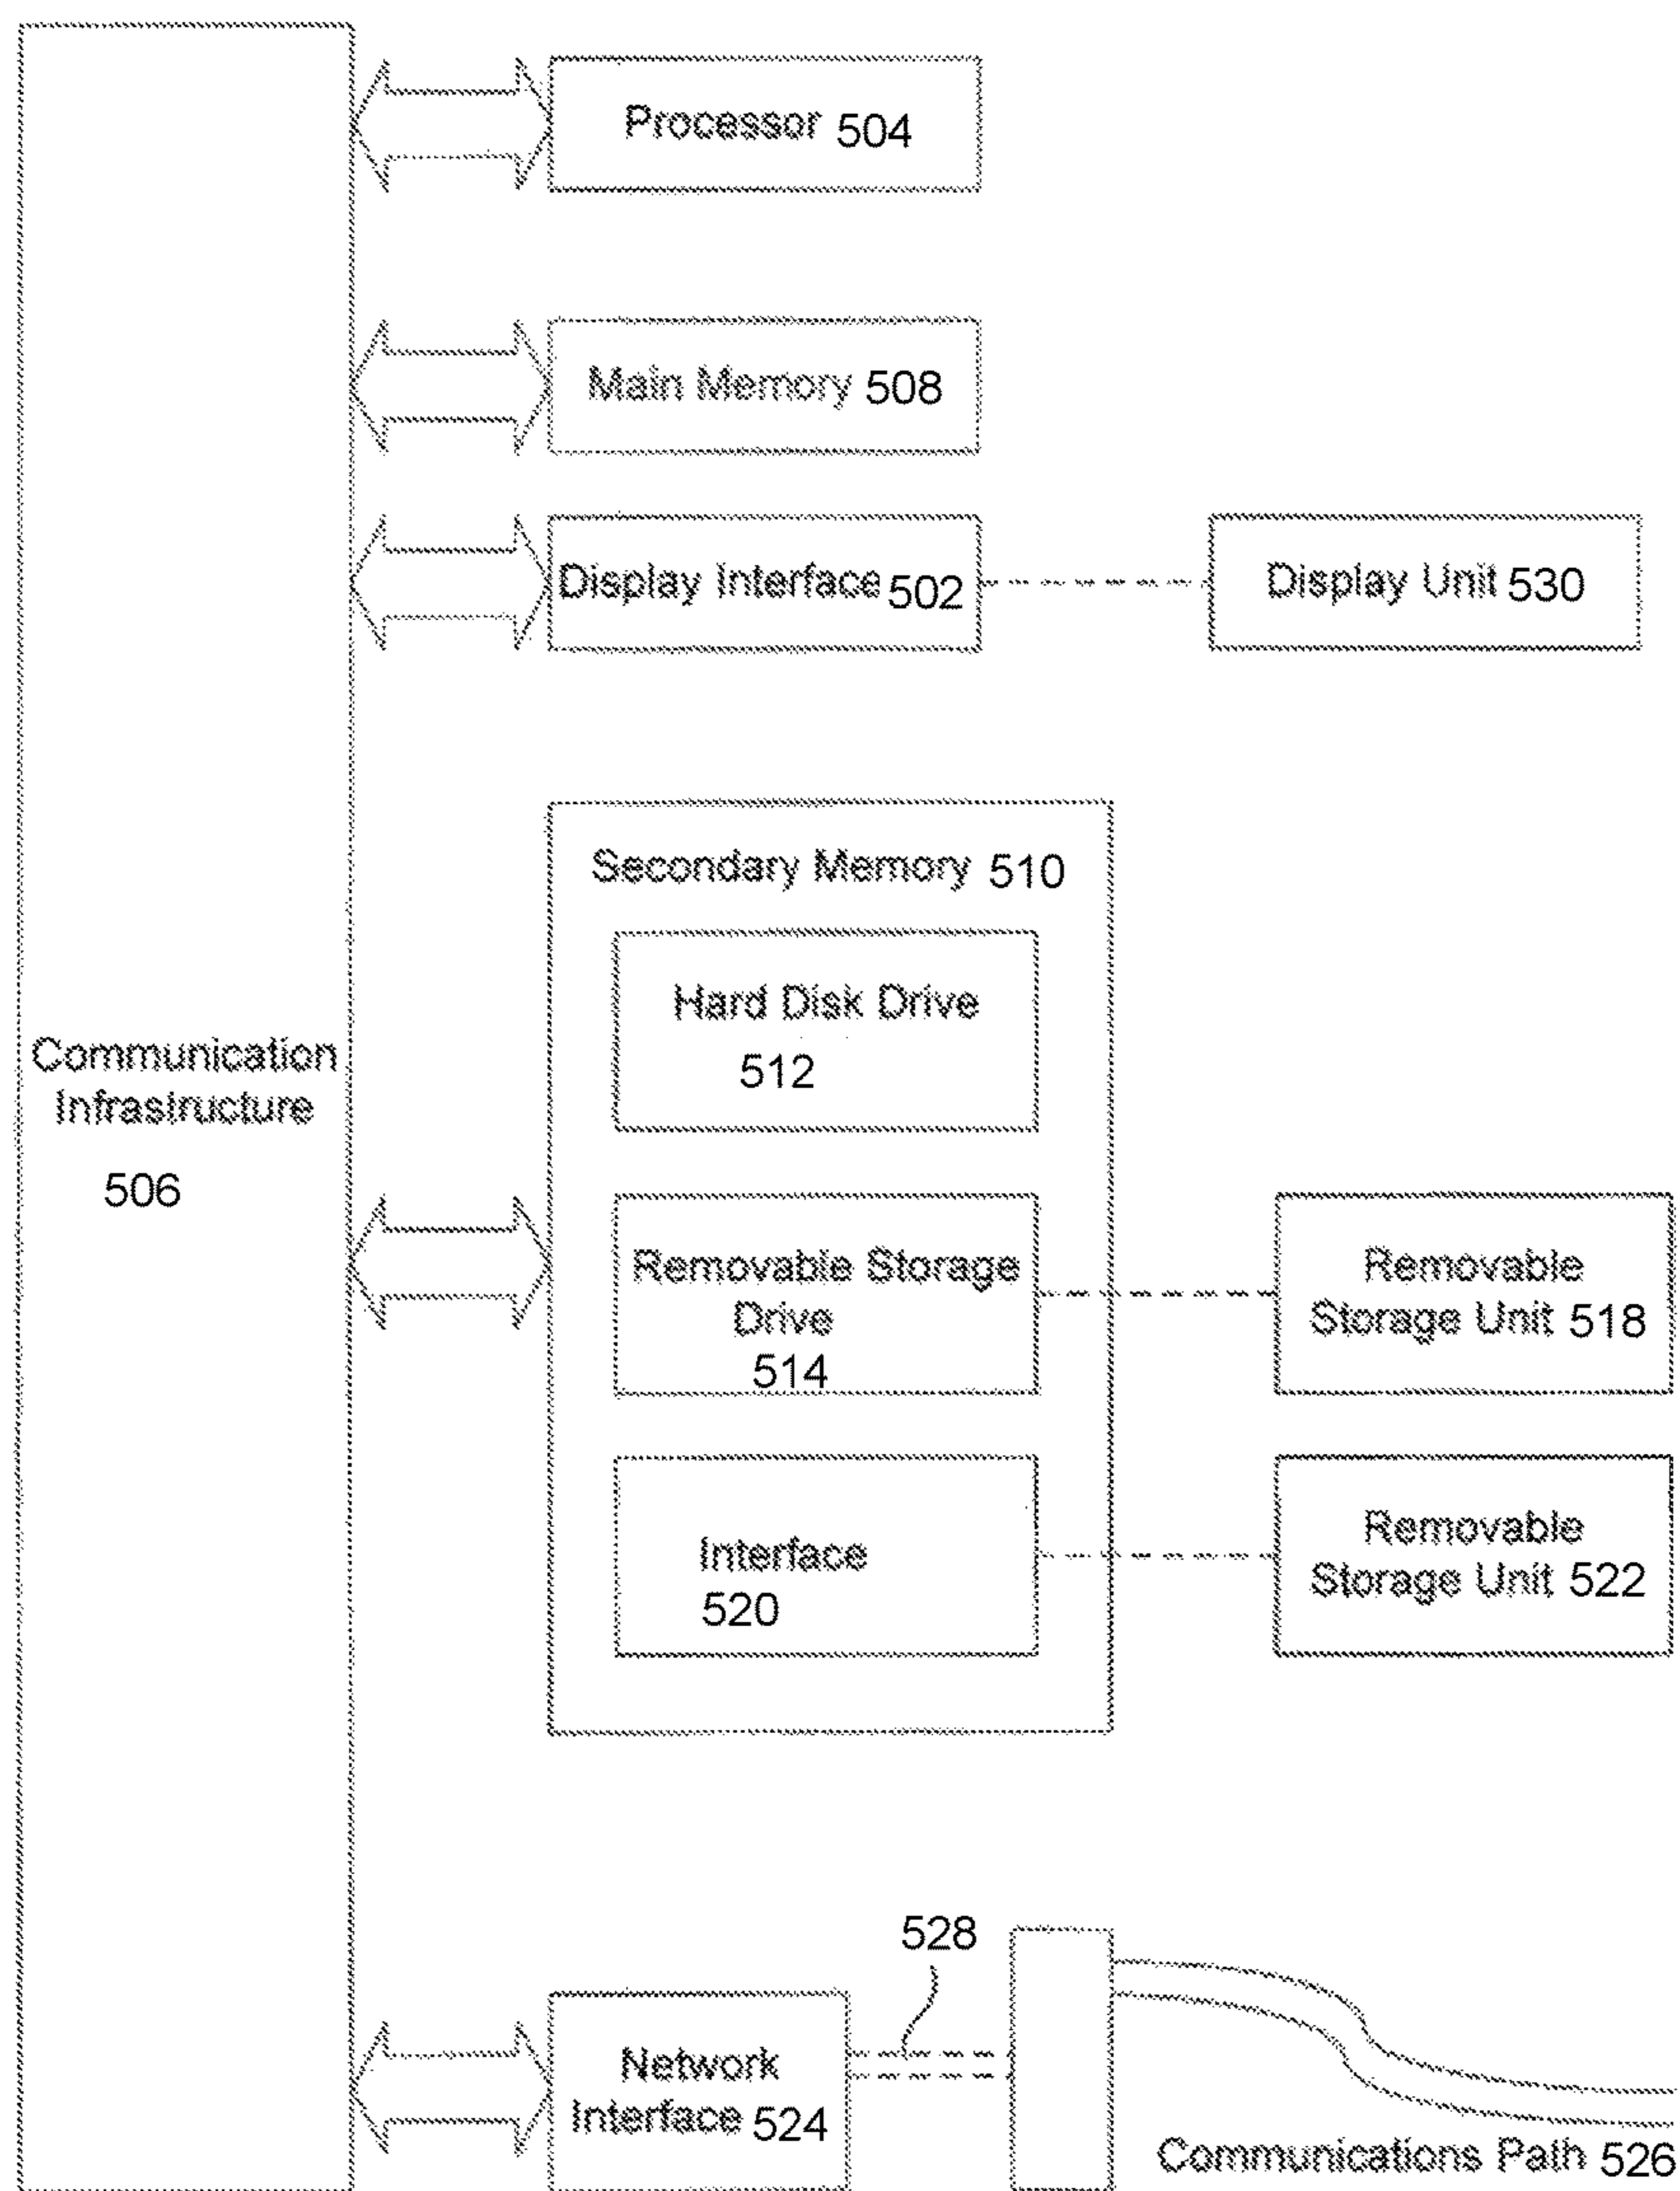 Processor 504
Main Memory 508
Display Interface 502
Display Unit 530
Secondary Memory 510
Hard Disk Drive
512
Communication
Infrastructure
506
Removable Storage
Drive
514
Removable
Storage Unit 518
Interface
520
Removable
Storage Unit 522
528
Network
Interface 524
Communications Path 526